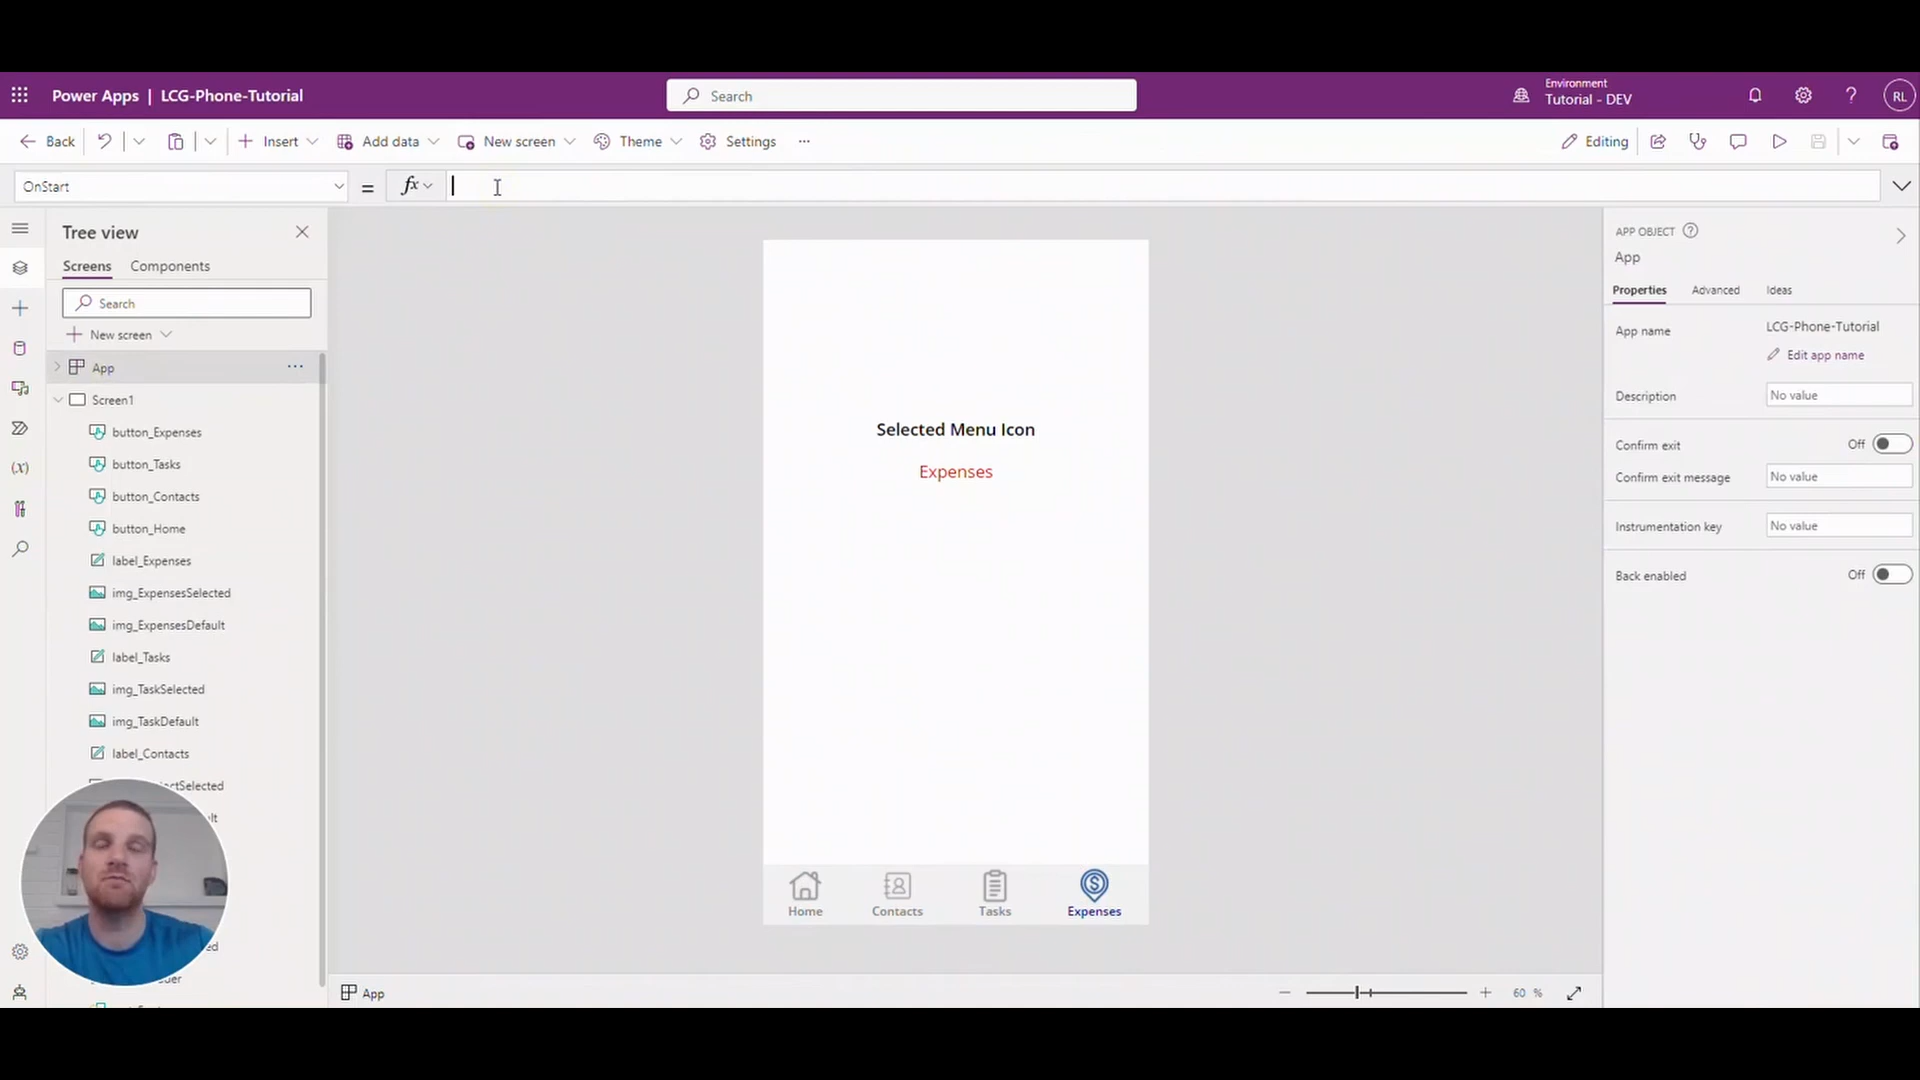 Power Apps | LCG-Phone-Tutorial
Search
Environment
Tutorial - DEV
RL
Back
Insert
Add data
New screen
Theme
Settings
Editing
OnStart
=
fx
Tree view
Screens
Components
Search
New screen
App
Screen1
button_Expenses
button_Tasks
button_Contacts
button_Home
label_Expenses
img_ExpensesSelected
img_ExpensesDefault
label_Tasks
img_TaskSelected
img_TaskDefault
label_Contacts
Selected Menu Icon
Expenses
Home
Contacts
Tasks
Expenses
App
60 %
APP OBJECT
App
Properties
Advanced
Ideas
App name
LCG-Phone-Tutorial
Edit app name
Description
No value
Confirm exit
Off
Confirm exit message
No value
Instrumentation key
No value
Back enabled
Off